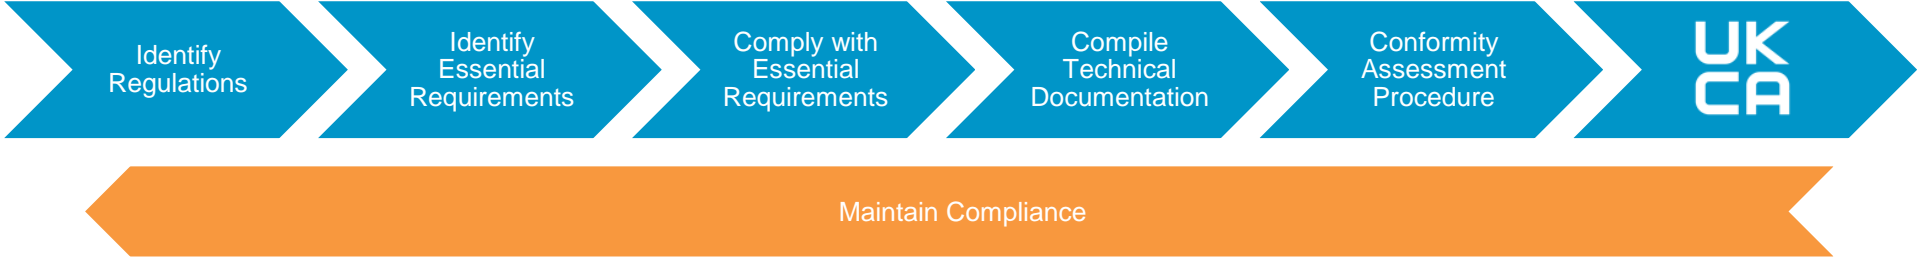 Identify
Regulations
Identify
Essential
Requirements
Comply with
Essential
Requirements
Compile
Technical
Documentation
Conformity
Assessment
Procedure
UK
CA
Maintain Compliance